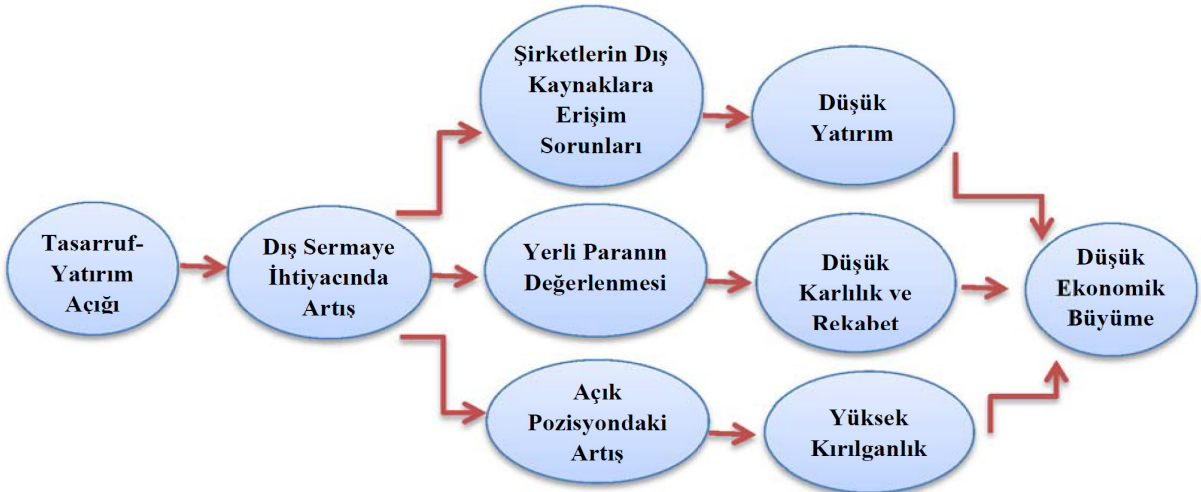 Tasarruf-
Yatırım
Açığı
Dış Sermaye
İhtiyacında
Artış
Şirketlerin Dış
Kaynaklara
Erişim
Sorunları
Düşük
Yatırım
Yerli Paranın
Değerlenmesi
Düşük
Karlılık ve
Rekabet
Açık
Pozisyondaki
Artış
Yüksek
Kırılganlık
Düşük
Ekonomik
Büyüme